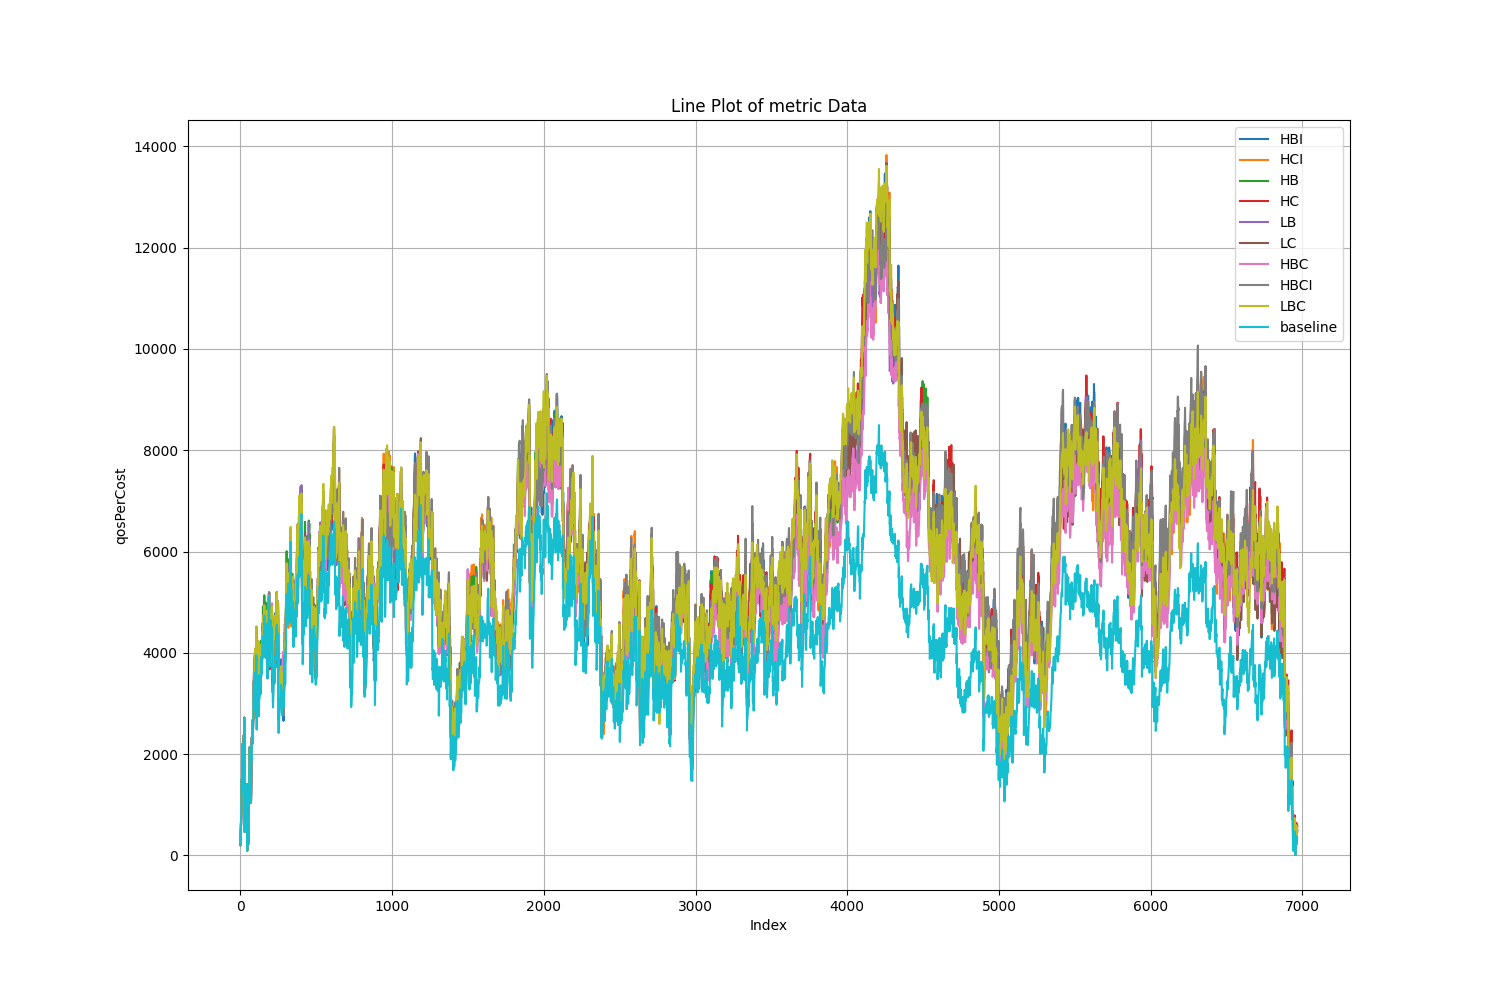 Line Plot of metric Data
14000
12000
10000
8000
6000
4000
2000
0
qosPerCost
0 1000 2000 3000 4000 5000 6000 7000
Index
HBI
HCI
HB
HC
LB
LC
HBC
HBCI
LBC
baseline